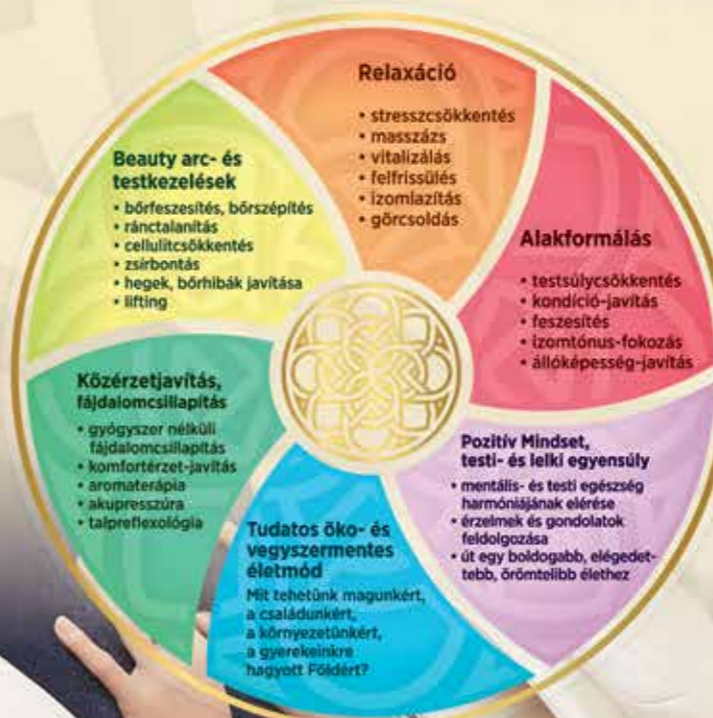 Relaxáció
• stresszcsökkentés
• masszázs
• vitalizálás
• felfrissülés
• izomlazítás
• görcsoldás
Alakformálás
• testsúlycsökkentés
• kondíció-javítás
• feszesítés
• izomtónus-fokozás
• állóképesség-javítás
Pozitív Mindset,
testi- és lelki egyensúly
• mentális- és testi egészség
harmóniájának elérése
• érzelmek és gondolatok
feldolgozása
• út egy boldogabb, elégedet-
tebb, örömtelibb élethez
Tudatos öko- és
vegyszermentes
életmód
Mit tehetünk magunkért,
a családunkért,
a környezetünkért,
a gyerekeinkre
hagyott Földért?
Közérzetjavítás,
fájdalomcsillapítás
• gyógyszer nélküli
fájdalomcsillapítás
• komfortérzet-javítás
• aromaterápia
• akupresszúra
• talpreflexológia
Beauty arc- és
testkezelések
• bőrfeszesítés, bőrszépítés
• ránctalanítás
• cellulitcsökkentés
• zsírbontás
• hegek, bőrhibák javítása
• lifting